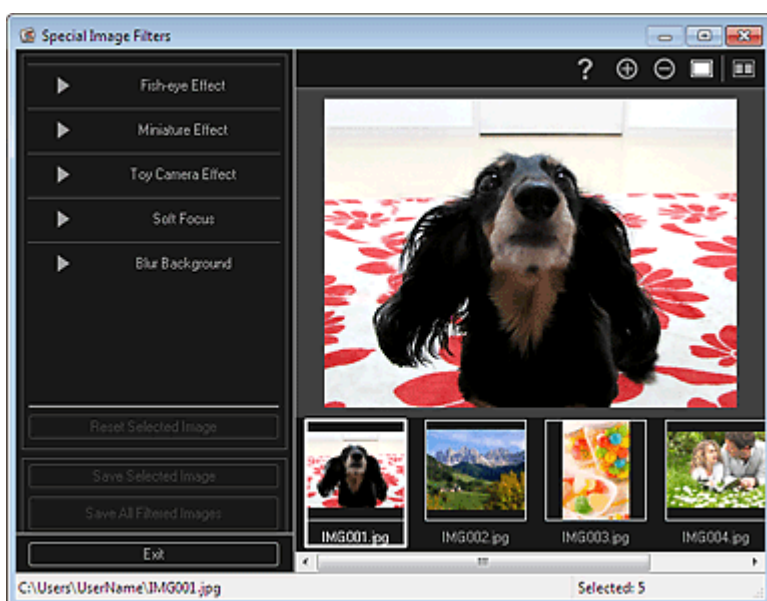 Special Image Filters
Fish-eye Effect
Miniature Effect
Toy Camera Effect
Soft Focus
Blur Background
Reset Selected Image
Save Selected Image
Save All Filtered Images
Exit
?
IMG001.jpg
IMG002.jpg
IMG003.jpg
IMG004.jpg
C:\Users\UserName\IMG001.jpg
Selected: 5